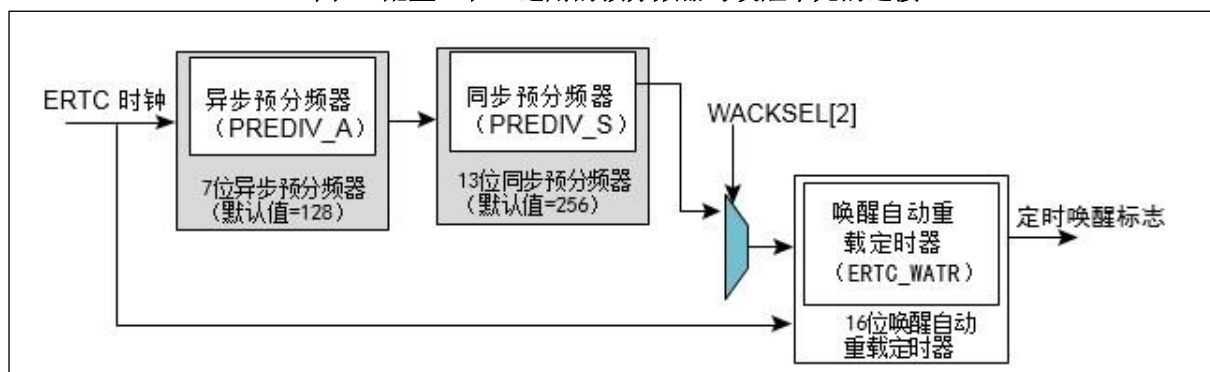 ERTC 时钟
异步预分频器
（PREDIV_A）
7位异步预分频器
（默认值=128）
同步预分频器
（PREDIV_S）
13位同步预分频器
（默认值=256）
WACKSEL[2]
唤醒自动重
载定时器
（ERTC_WATR）
16位唤醒自动
重载定时器
定时唤醒标志